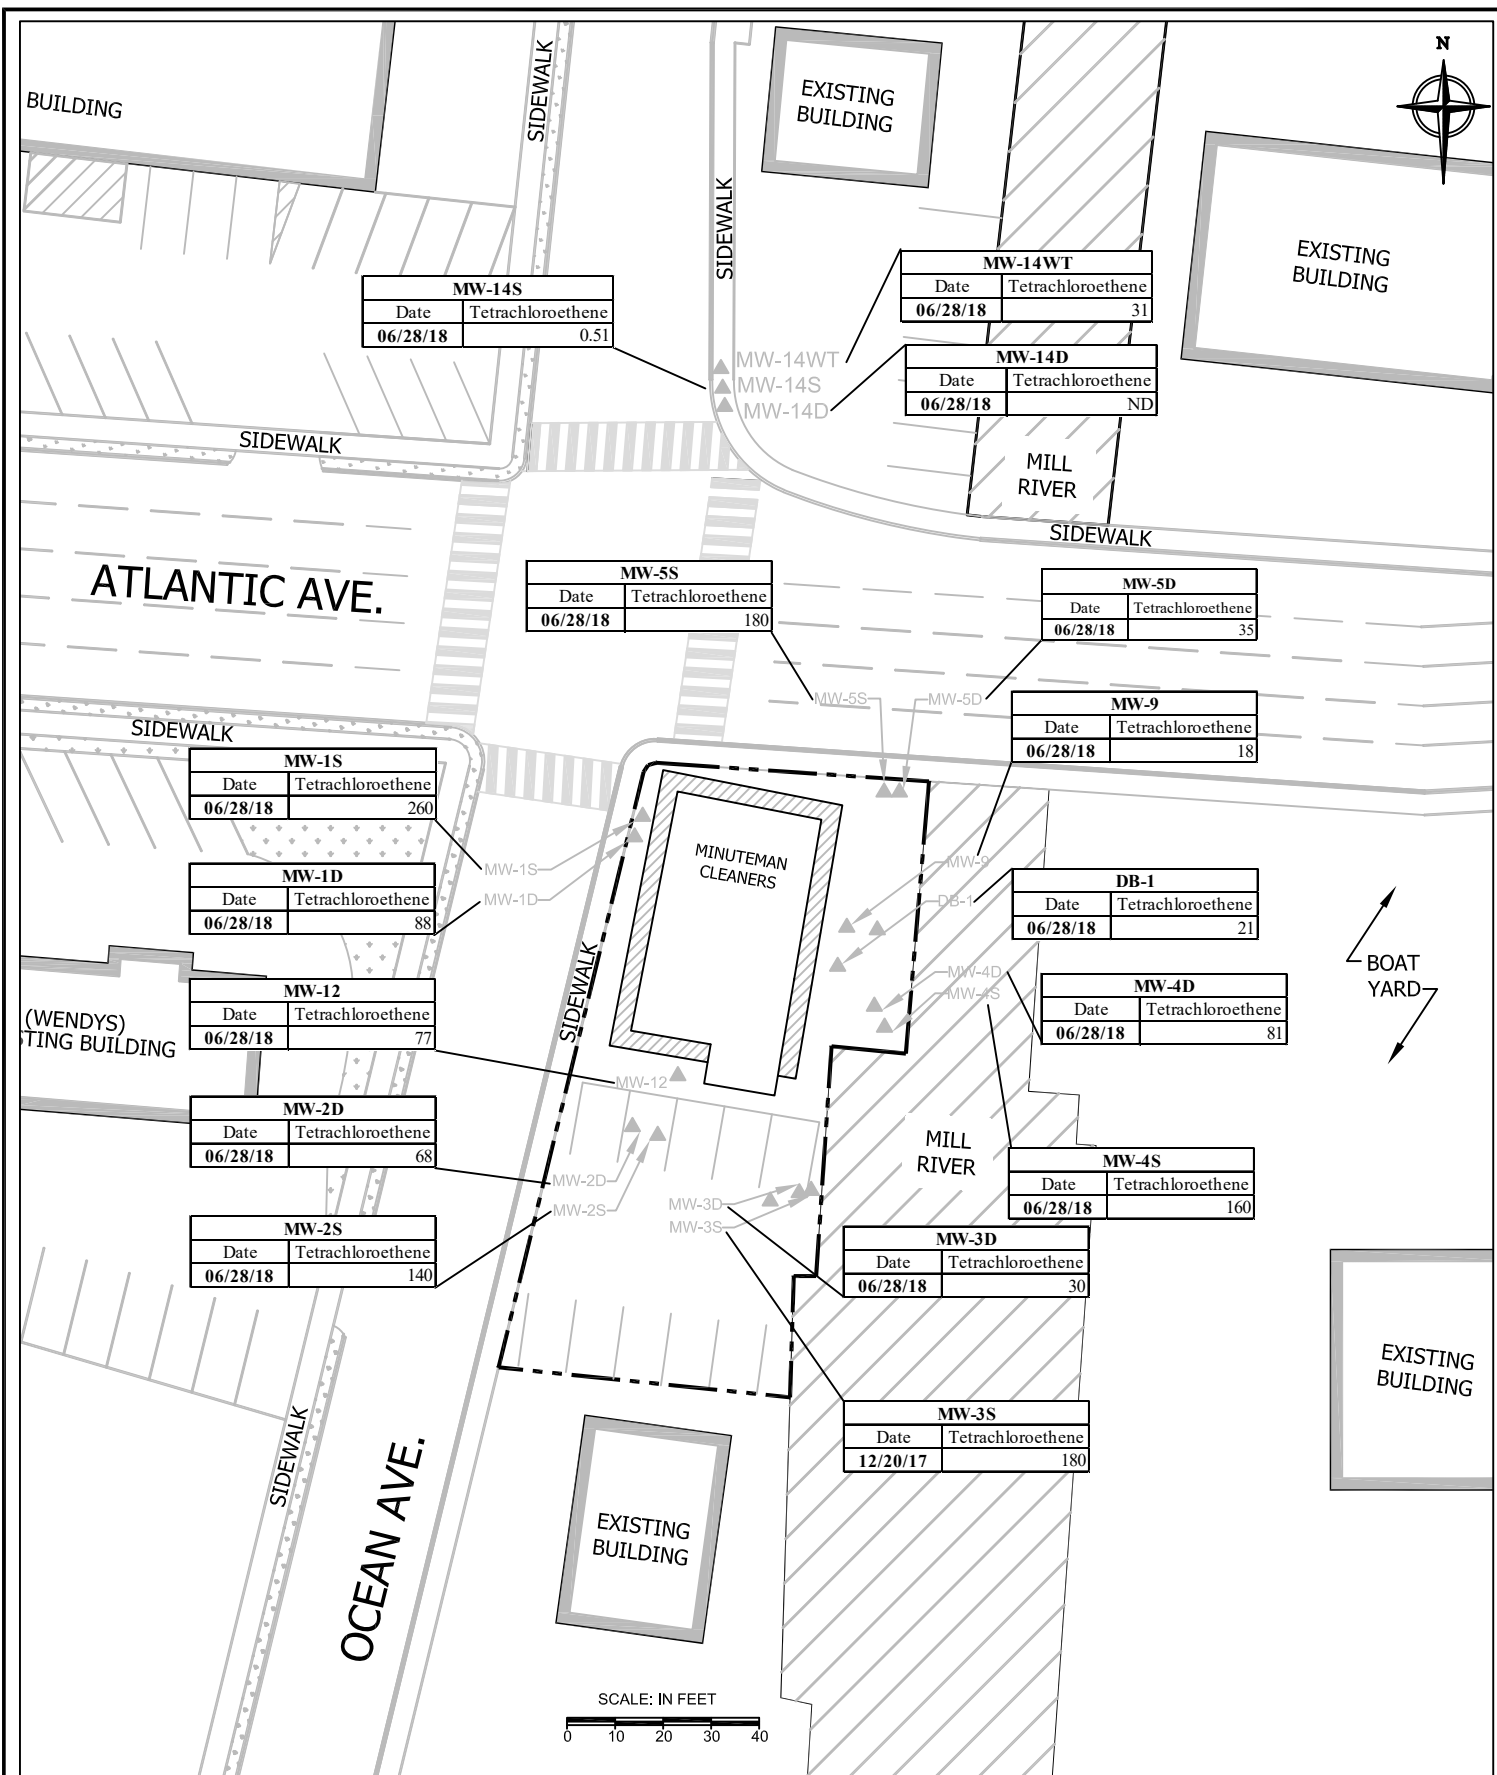 N
BUILDING
SIDEWALK
EXISTING
BUILDING
SIDEWALK
EXISTING
BUILDING
MW-14S
Date Tetrachloroethene
06/28/18 0.51
MW-14WT
Date Tetrachloroethene
06/28/18 31
MW-14D
Date Tetrachloroethene
06/28/18 ND
MW-14WT
MW-14S
MW-14D
SIDEWALK
MILL
RIVER
SIDEWALK
ATLANTIC AVE.
MW-5S
Date Tetrachloroethene
06/28/18 180
MW-5D
Date Tetrachloroethene
06/28/18 35
MW-5S
MW-5D
SIDEWALK
MW-9
Date Tetrachloroethene
06/28/18 18
MW-1S
Date Tetrachloroethene
06/28/18 260
MINUTEMAN
CLEANERS
MW-1S
MW-9
MW-1D
Date Tetrachloroethene
06/28/18 88
MW-1D
DB-1
DB-1
Date Tetrachloroethene
06/28/18 21
SIDEWALK
BOAT
YARD
MW-12
Date Tetrachloroethene
06/28/18 77
(WENDYS)
STING BUILDING
MW-4D
MW-4S
MW-4D
Date Tetrachloroethene
06/28/18 81
MW-12
MW-2D
Date Tetrachloroethene
06/28/18 68
MILL
RIVER
MW-4S
Date Tetrachloroethene
06/28/18 160
MW-2D
MW-2S
MW-3D
MW-3S
MW-2S
Date Tetrachloroethene
06/28/18 140
MW-3D
Date Tetrachloroethene
06/28/18 30
EXISTING
BUILDING
MW-3S
Date Tetrachloroethene
12/20/17 180
SIDEWALK
OCEAN AVE.
EXISTING
BUILDING
SCALE: IN FEET
0 10 20 30 40